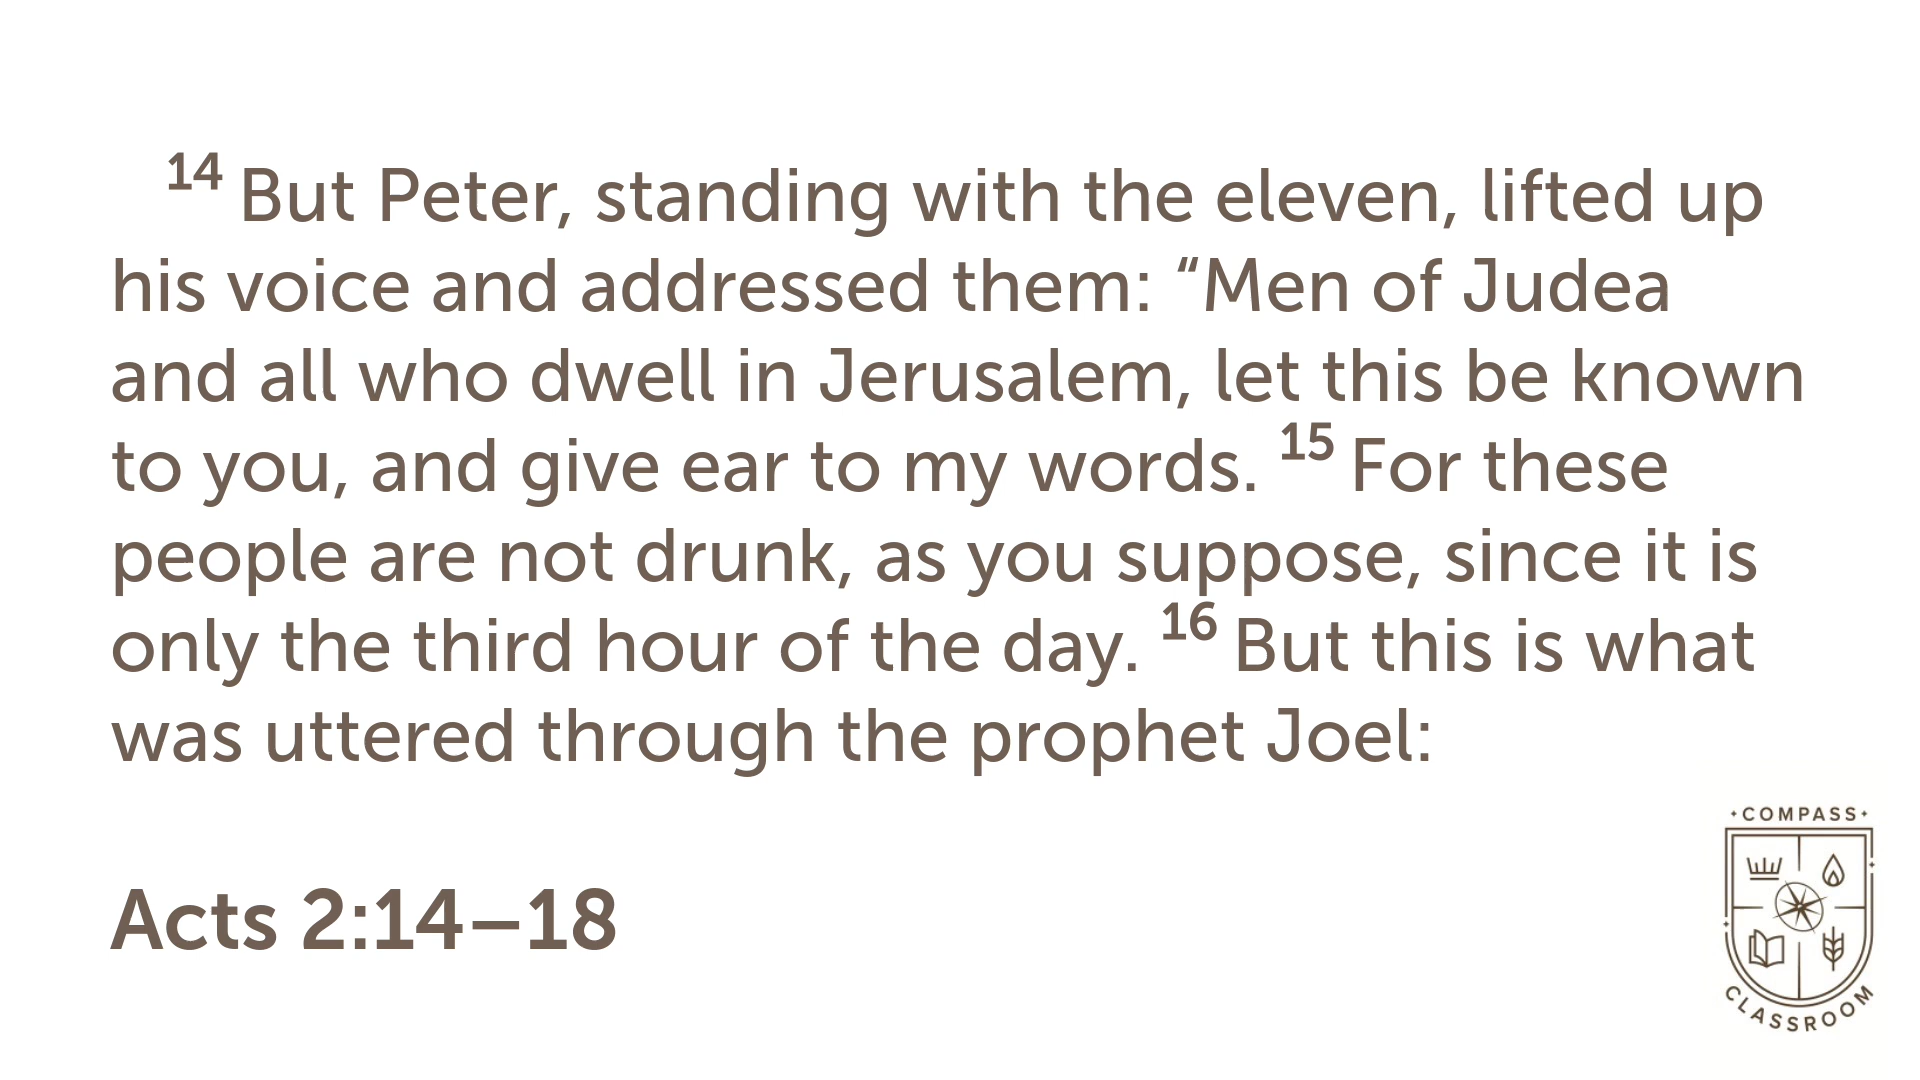 14 But Peter, standing with the eleven, lifted up
his voice and addressed them: “Men of Judea
and all who dwell in Jerusalem, let this be known
to you, and give ear to my words. 15 For these
people are not drunk, as you suppose, since it is
only the third hour of the day. 16 But this is what
was uttered through the prophet Joel:
Acts 2:14–18
COMPASS
CLASSROOM